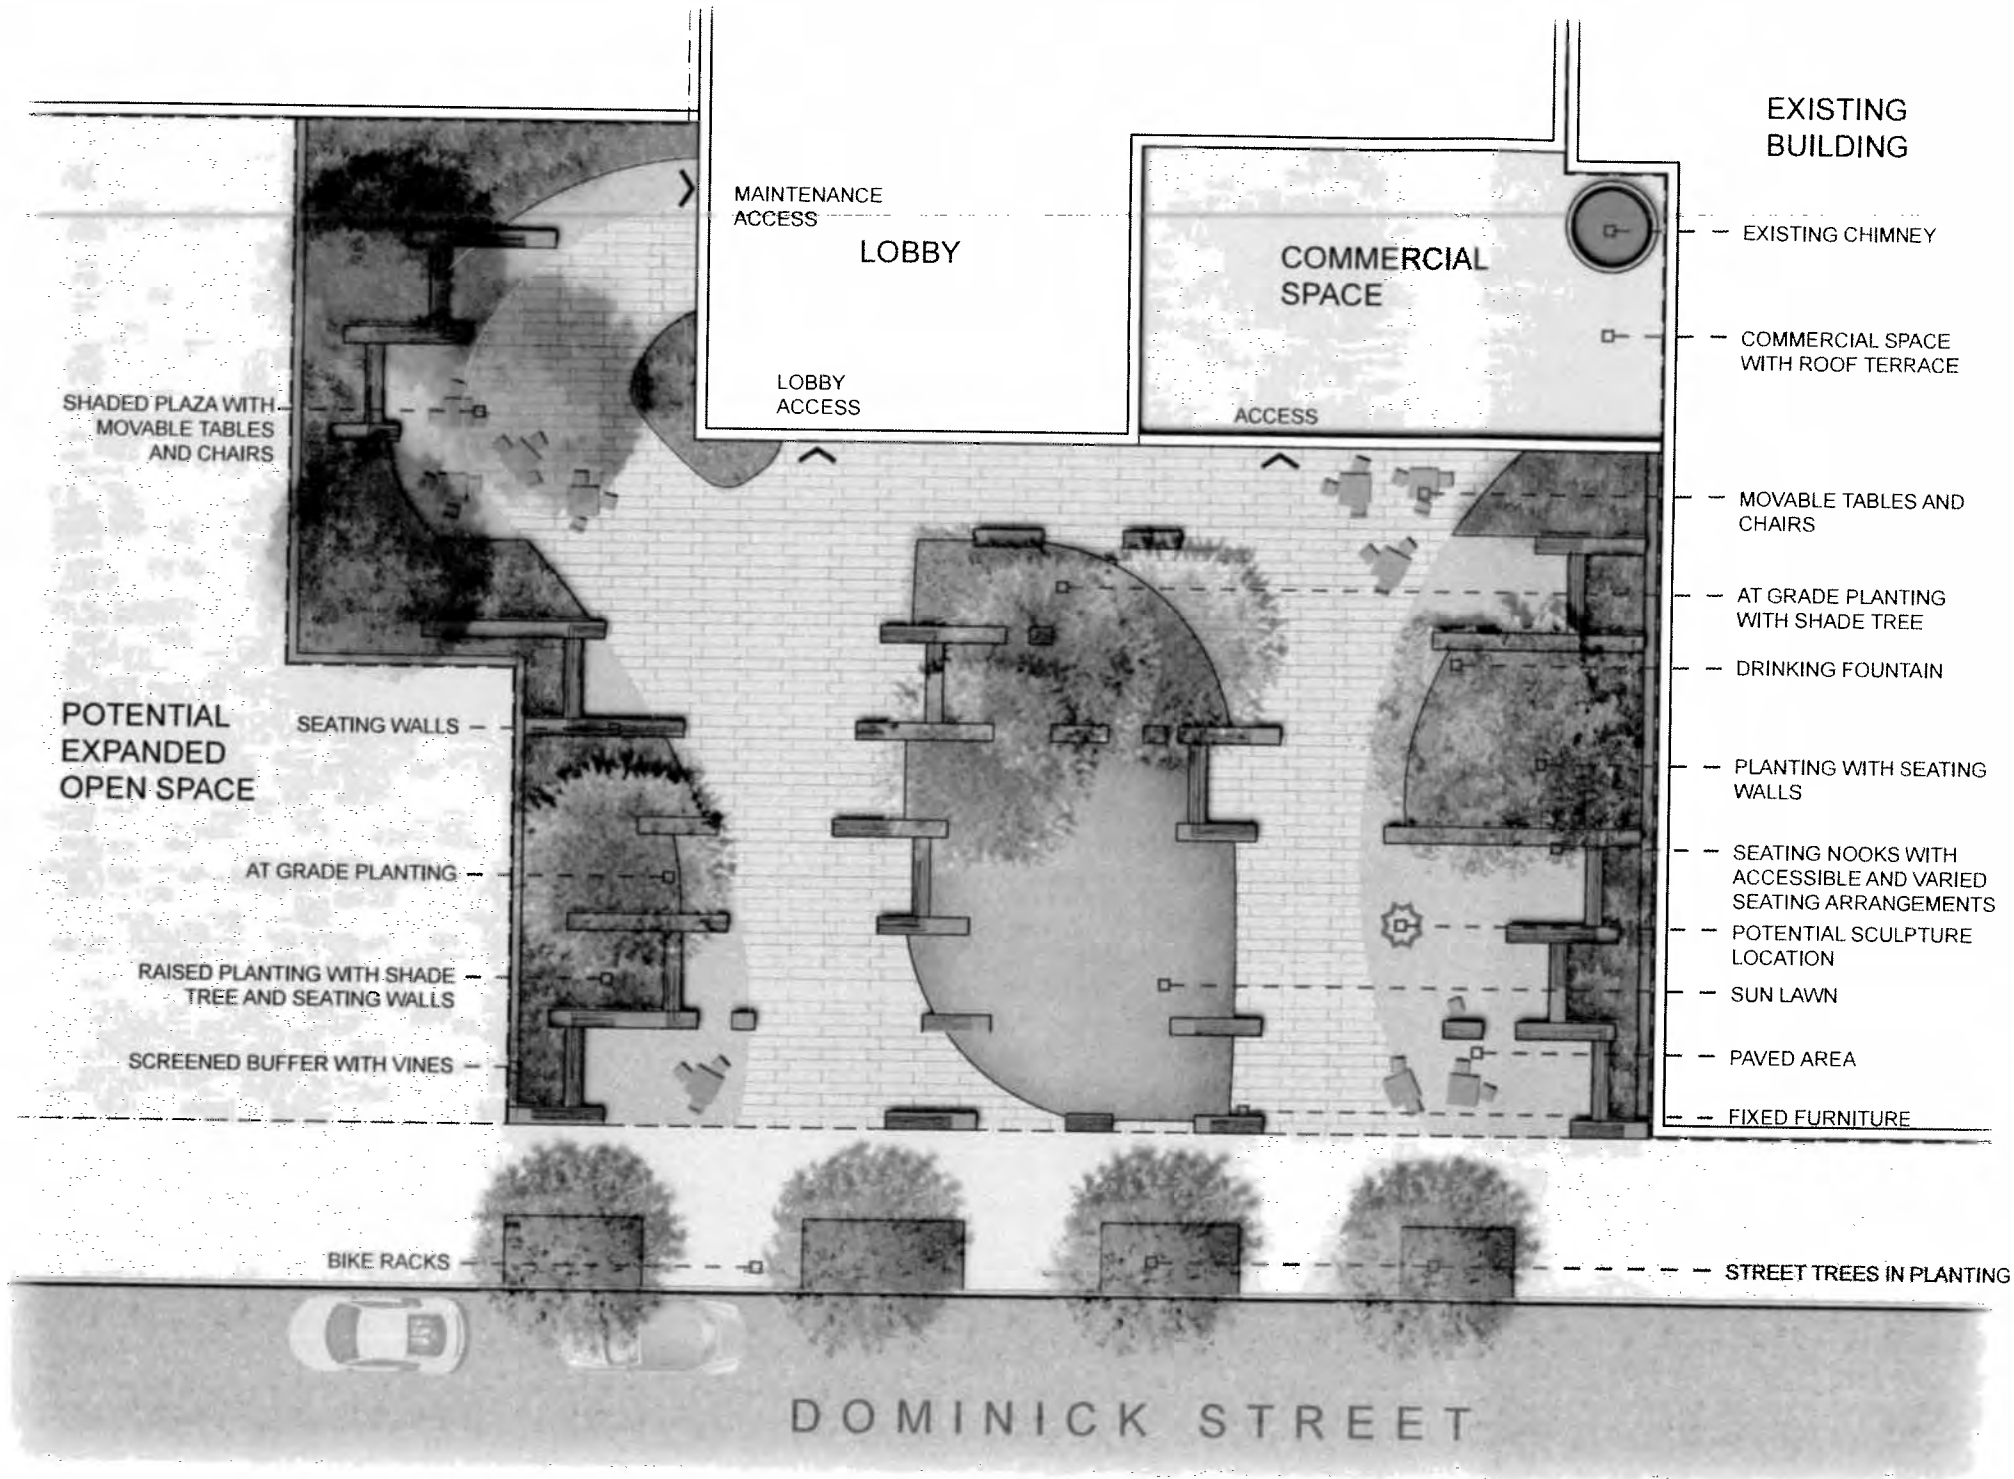 EXISTING
BUILDING
MAINTENANCE
ACCESS
LOBBY
COMMERCIAL
SPACE
EXISTING CHIMNEY
COMMERCIAL SPACE
WITH ROOF TERRACE
LOBBY
ACCESS
ACCESS
SHADED PLAZA WITH
MOVABLE TABLES
AND CHAIRS
MOVABLE TABLES AND
CHAIRS
AT GRADE PLANTING
WITH SHADE TREE
DRINKING FOUNTAIN
POTENTIAL
EXPANDED
OPEN SPACE
SEATING WALLS
PLANTING WITH SEATING
WALLS
AT GRADE PLANTING
SEATING NOOKS WITH
ACCESSIBLE AND VARIED
SEATING ARRANGEMENTS
POTENTIAL SCULPTURE
LOCATION
RAISED PLANTING WITH SHADE
TREE AND SEATING WALLS
SUN LAWN
SCREENED BUFFER WITH VINES
PAVED AREA
FIXED FURNITURE
BIKE RACKS
STREET TREES IN PLANTING
DOMINICK STREET